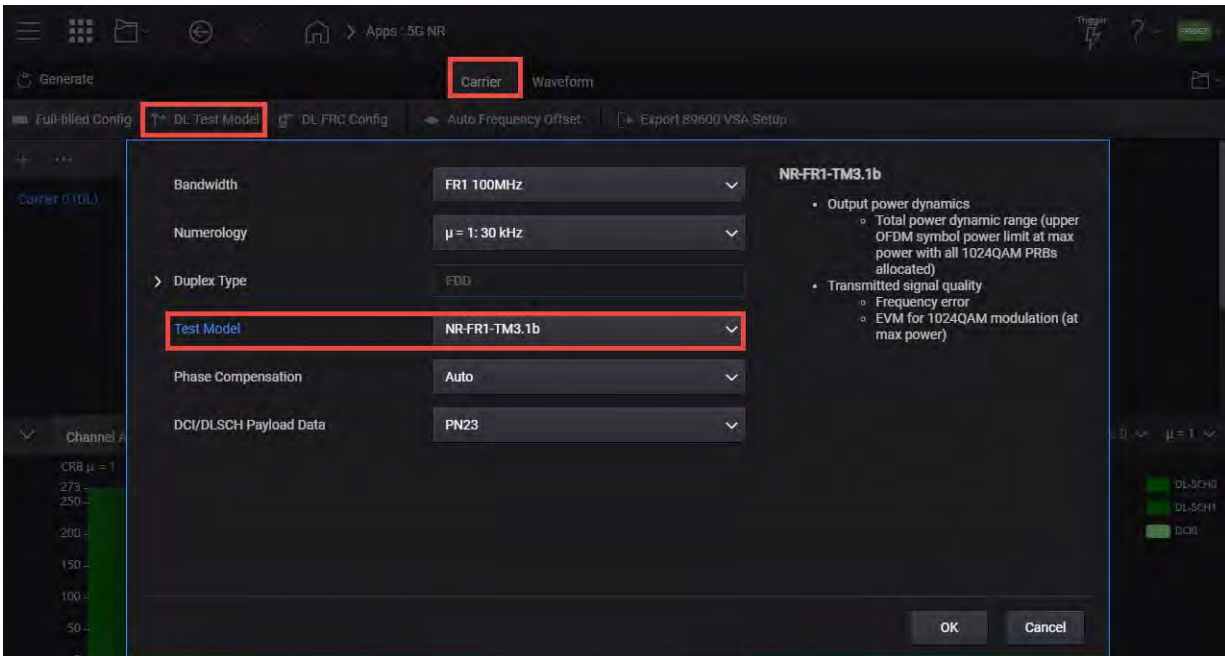 Trigger
Apps : 5G NR
PRESET
Generate
Carrier
Waveform
Full-filled Config
DL Test Model
DL FRC Config
Auto Frequency Offset
Export 89600 VSA Setup
Carrier 0 (DL)
Bandwidth
FR1 100MHz
Numerology
μ = 1: 30 kHz
Duplex Type
FDD
Test Model
NR-FR1-TM3.1b
Phase Compensation
Auto
DCI/DLSCH Payload Data
PN23
NR-FR1-TM3.1b
• Output power dynamics
Total power dynamic range (upper
OFDM symbol power limit at max
power with all 1024QAM PRBs
allocated)
• Transmitted signal quality
Frequency error
EVM for 1024QAM modulation (at
max power)
Channel
μ = 1
CRB μ = 1
273
250
200
150
100
50
DL-SCH0
DL-SCH1
DCI0
OK
Cancel